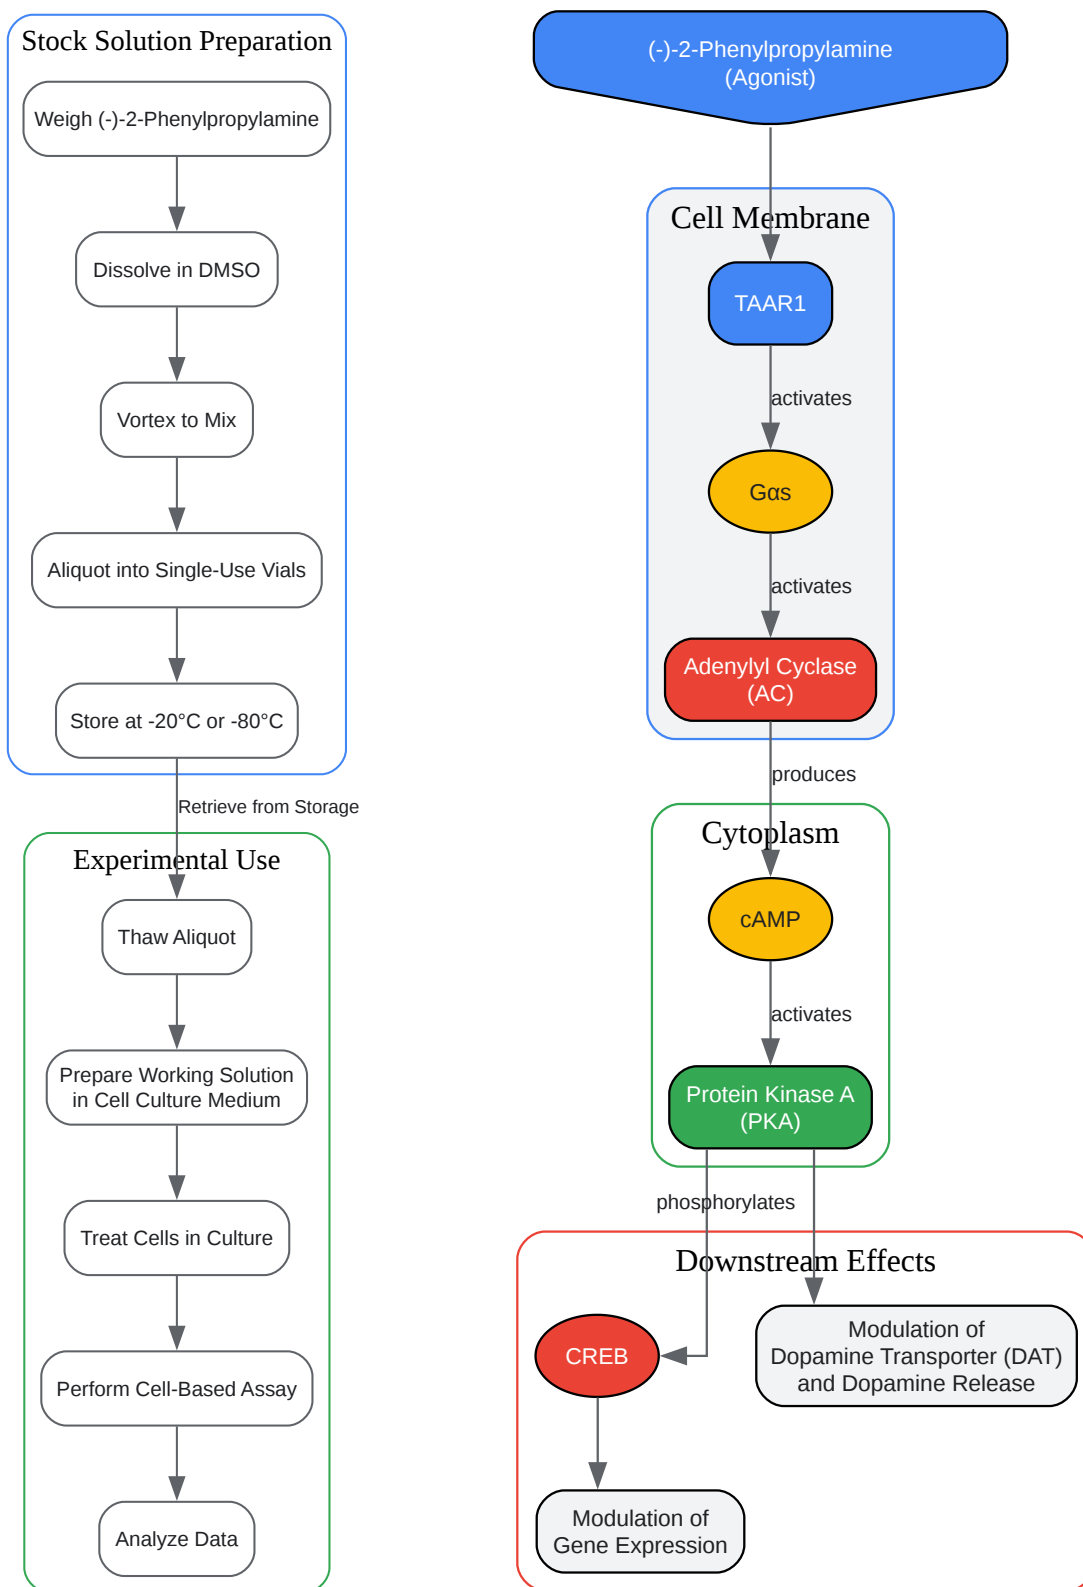 Stock Solution Preparation
Weigh (-)-2-Phenylpropylamine
Dissolve in DMSO
Vortex to Mix
Aliquot into Single-Use Vials
Store at -20°C or -80°C
Retrieve from Storage
Experimental Use
Thaw Aliquot
Prepare Working Solution
in Cell Culture Medium
Treat Cells in Culture
Perform Cell-Based Assay
Analyze Data
(-)-2-Phenylpropylamine
(Agonist)
Cell Membrane
TAAR1
activates
Gαs
activates
Adenylyl Cyclase
(AC)
produces
Cytoplasm
cAMP
activates
Protein Kinase A
(PKA)
phosphorylates
Downstream Effects
CREB
Modulation of
Dopamine Transporter (DAT)
and Dopamine Release
Modulation of
Gene Expression